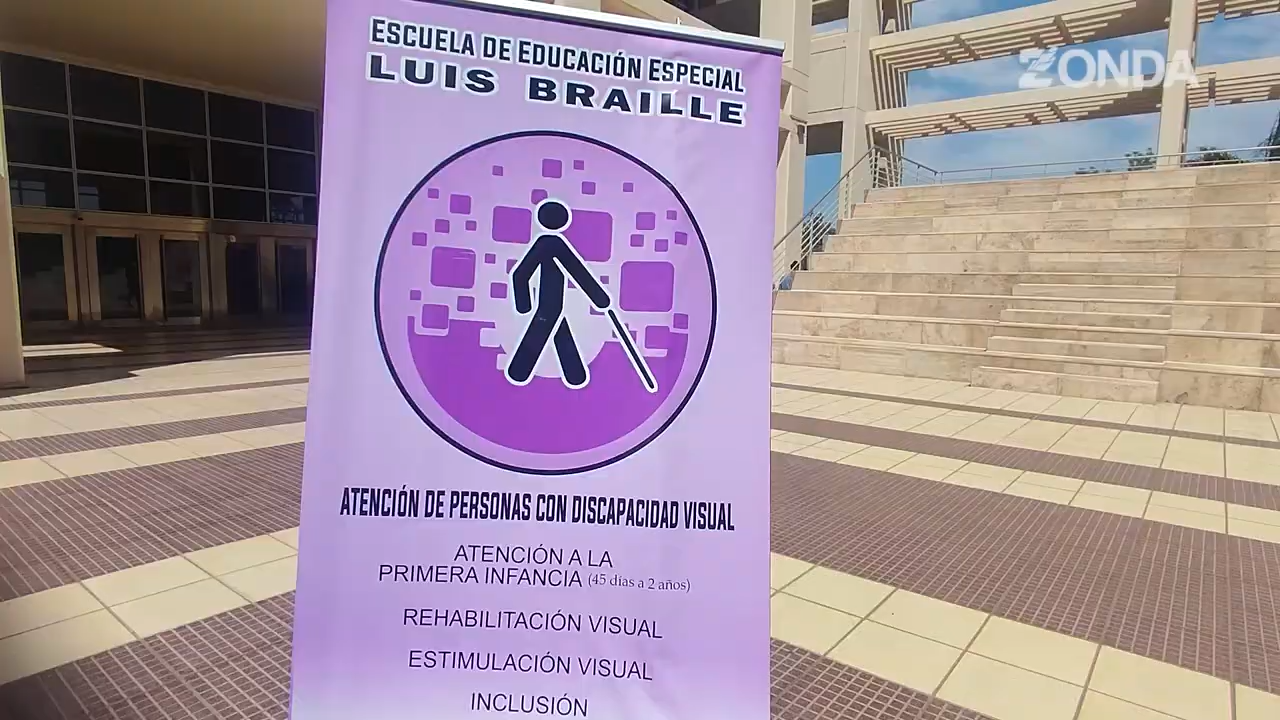 ZONDA
ESCUELA DE EDUCACIÓN ESPECIAL
LUIS BRAILLE
ATENCIÓN DE PERSONAS CON DISCAPACIDAD VISUAL
ATENCIÓN A LA
PRIMERA INFANCIA (45 días a 2 años)
REHABILITACIÓN VISUAL
ESTIMULACIÓN VISUAL
INCLUSIÓN